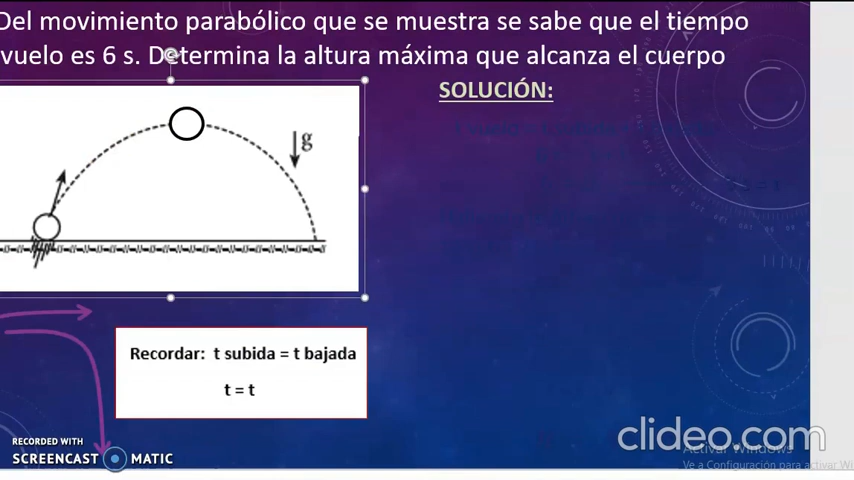 Del movimiento parabólico que se muestra se sabe que el tiempo
vuelo es 6 s. Determina la altura máxima que alcanza el cuerpo
SOLUCIÓN:
g
Recordar: t subida = t bajada
t = t
RECORDED WITH
SCREENCAST MATIC
clideo.com
Activar Windows
Ve a Configuración para activar Wi